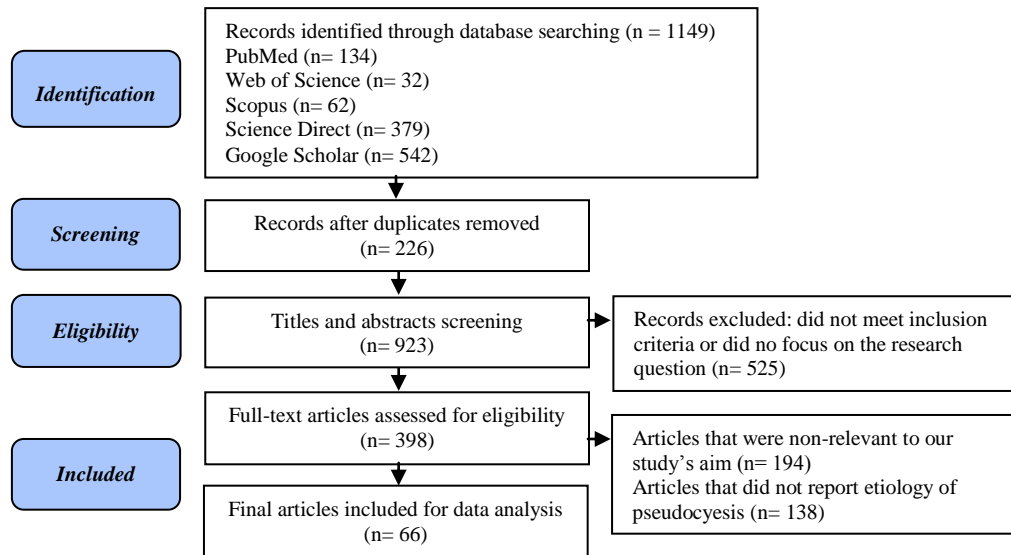 Identification
Records identified through database searching (n = 1149)
PubMed (n= 134)
Web of Science (n= 32)
Scopus (n= 62)
Science Direct (n= 379)
Google Scholar (n= 542)
Screening
Records after duplicates removed
(n= 226)
Eligibility
Titles and abstracts screening
(n= 923)
Records excluded: did not meet inclusion
criteria or did no focus on the research
question (n= 525)
Included
Full-text articles assessed for eligibility
(n= 398)
Articles that were non-relevant to our
study’s aim (n= 194)
Articles that did not report etiology of
pseudocyesis (n= 138)
Final articles included for data analysis
(n= 66)